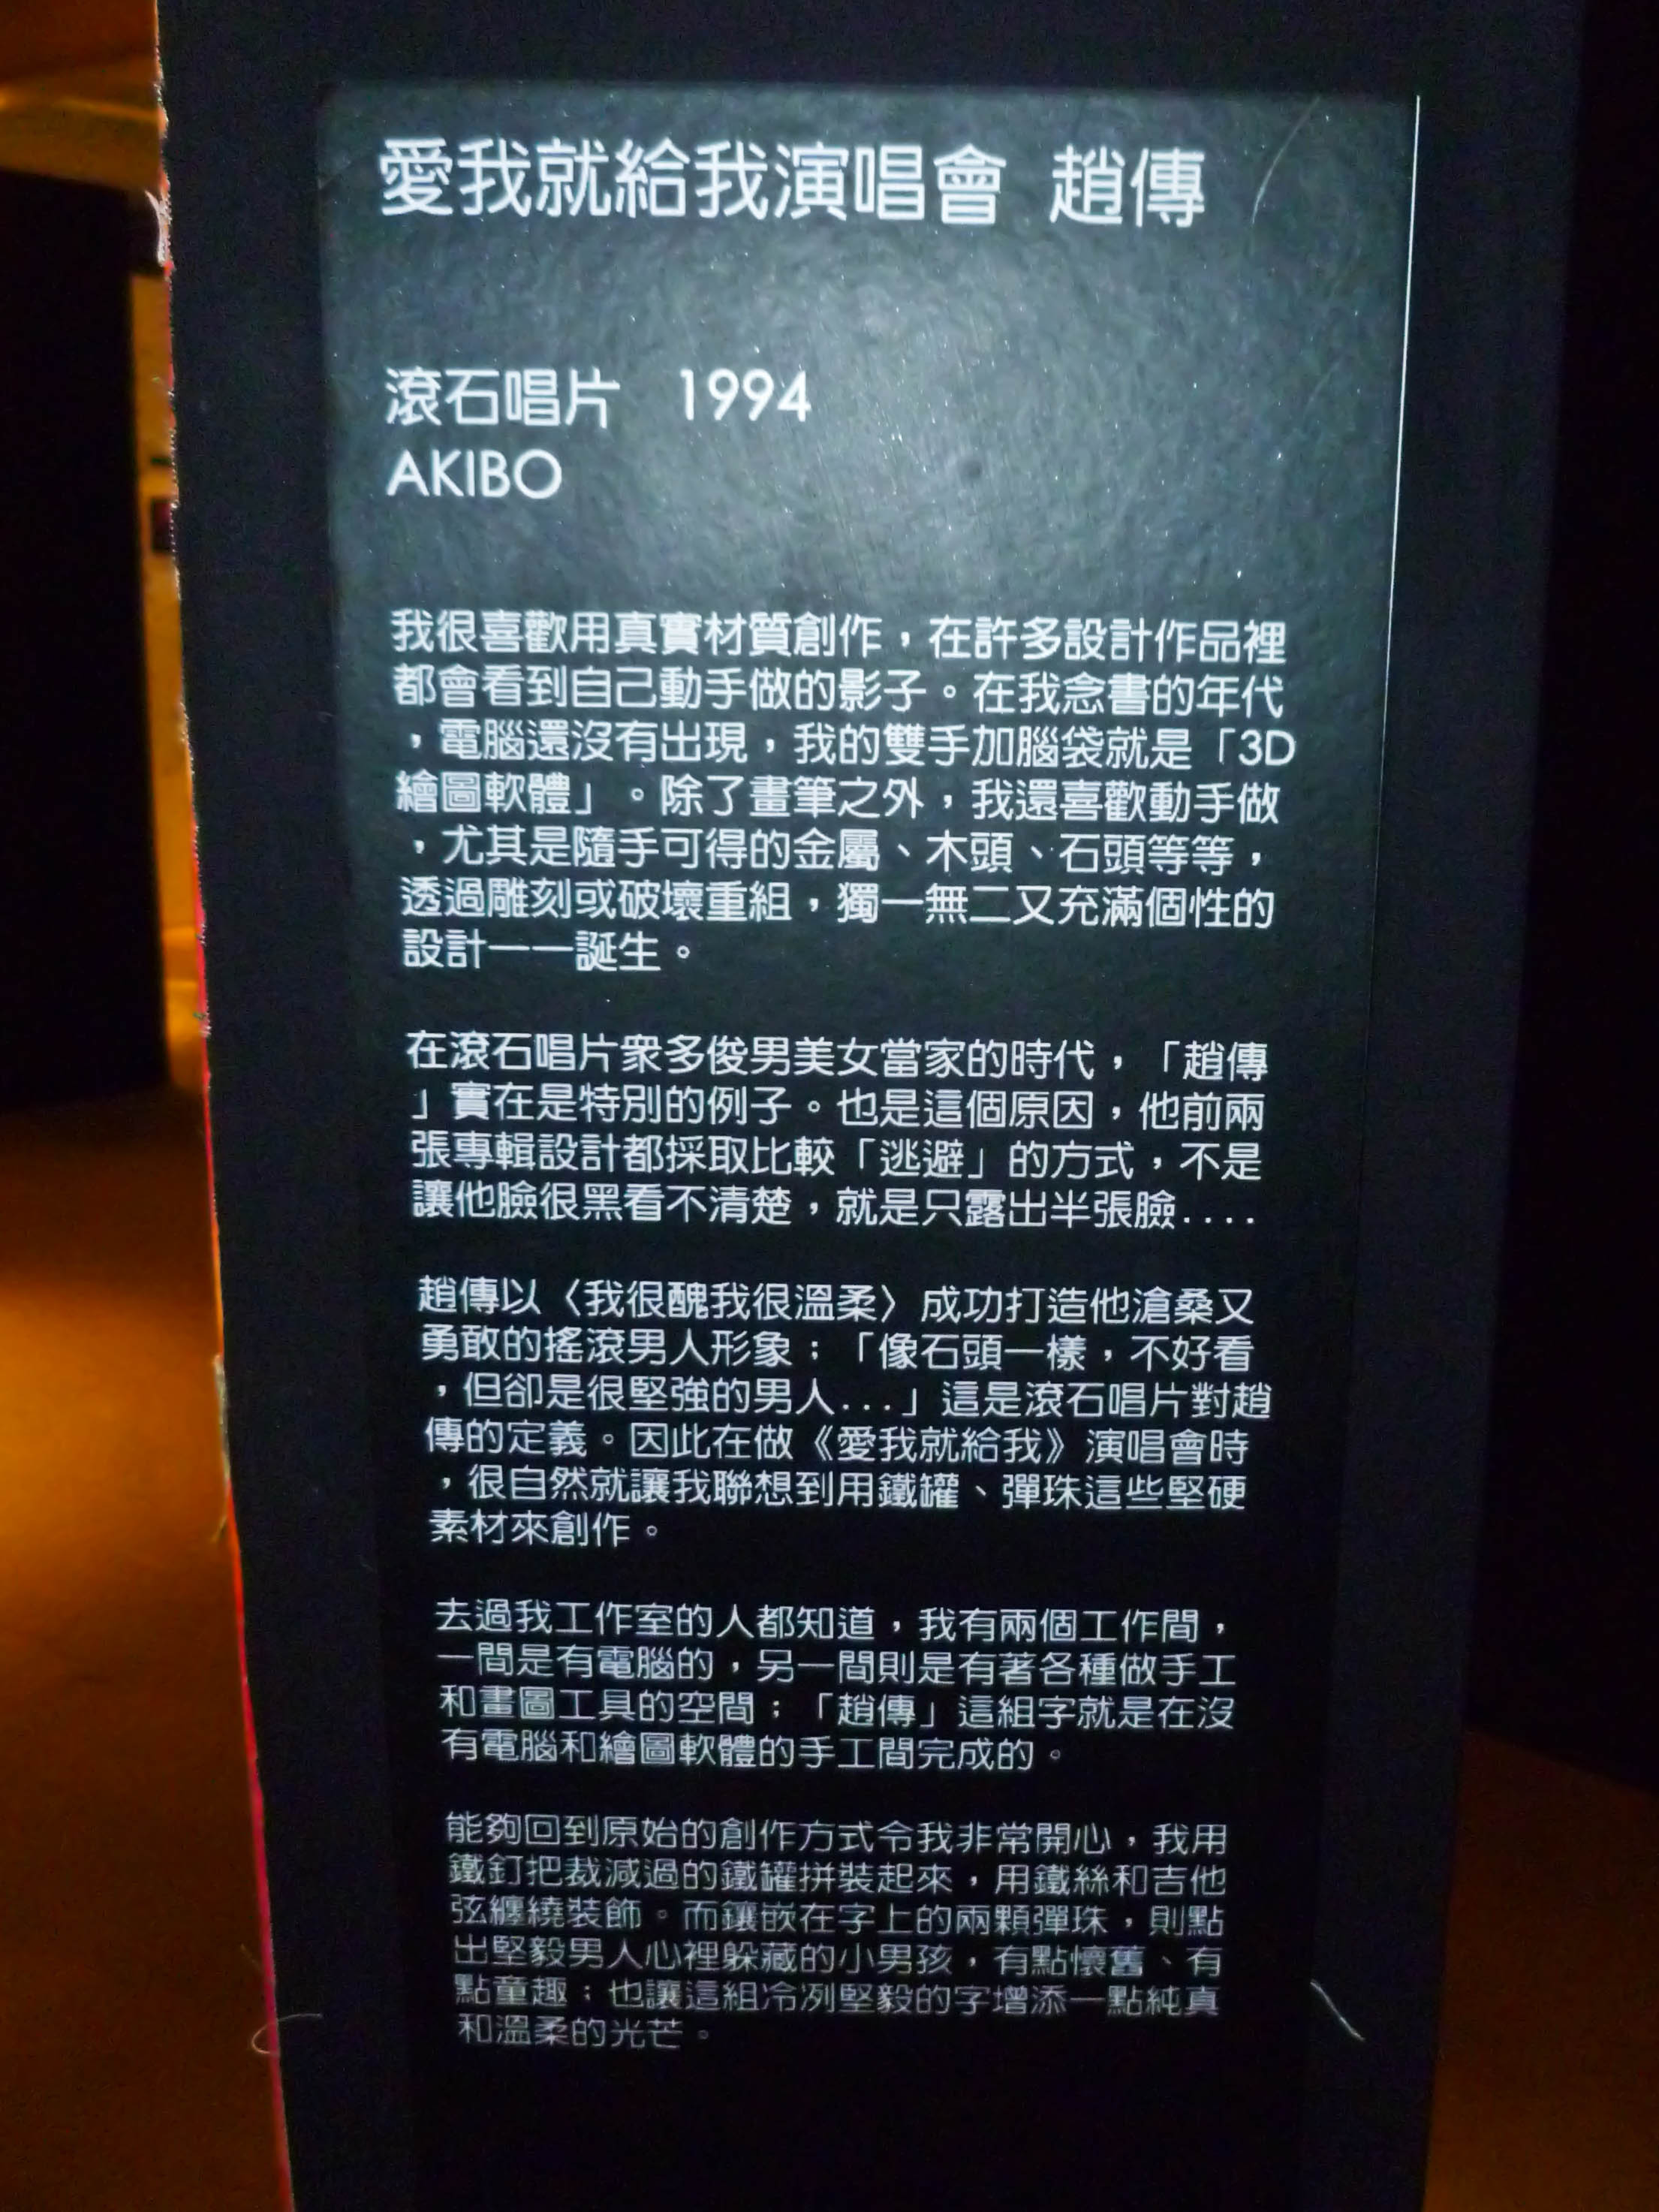 愛我就給我演唱會 趙傳
滾石唱片 1994
AKIBO
我很喜歡用真實材質創作，在許多設計作品裡
都會看到自己動手做的影子。在我念書的年代
，電腦還沒有出現，我的雙手加腦袋就是「3D
繪圖軟體」。除了畫筆之外，我還喜歡動手做
，尤其是隨手可得的金屬、木頭、石頭等等，
透過雕刻或破壞重組，獨一無二又充滿個性的
設計一一誕生。
在滾石唱片眾多俊男美女當家的時代，「趙傳
」實在是特別的例子。也是這個原因，他前兩
張專輯設計都採取比較「逃避」的方式，不是
讓他臉很黑看不清楚，就是只露出半張臉....
趙傳以〈我很醜我很溫柔〉成功打造他滄桑又
勇敢的搖滾男人形象；「像石頭一樣，不好看
，但卻是很堅強的男人...」這是滾石唱片對趙
傳的定義。因此在做《愛我就給我》演唱會時
，很自然就讓我聯想到用鐵罐、彈珠這些堅硬
素材來創作。
去過我工作室的人都知道，我有兩個工作間，
一間是有電腦的，另一間則是有著各種做手工
和畫圖工具的空間；「趙傳」這組字就是在沒
有電腦和繪圖軟體的手工間完成的。
能夠回到原始的創作方式令我非常開心，我用
鐵釘把裁減過的鐵罐拼裝起來，用鐵絲和吉他
弦纏繞裝飾。而鑲嵌在字上的兩顆彈珠，則點
出堅毅男人心裡躲藏的小男孩，有點懷舊、有
點童趣；也讓這組冷冽堅毅的字增添一點純真
和溫柔的光芒。